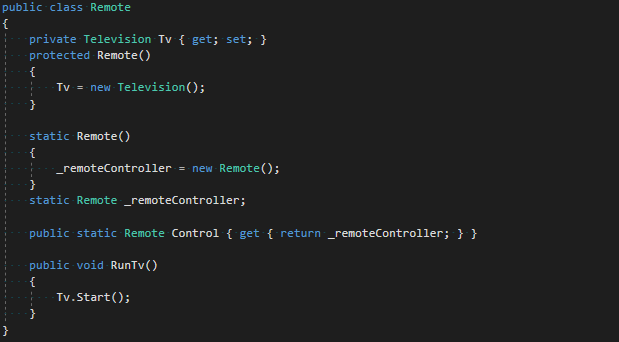 public class Remote
{
    private Television Tv { get; set; }
    protected Remote()
    {
        Tv = new Television();
    }

    static Remote()
    {
        _remoteController = new Remote();
    }
    static Remote _remoteController;

    public static Remote Control { get { return _remoteController; } }

    public void RunTv()
    {
        Tv.Start();
    }
}